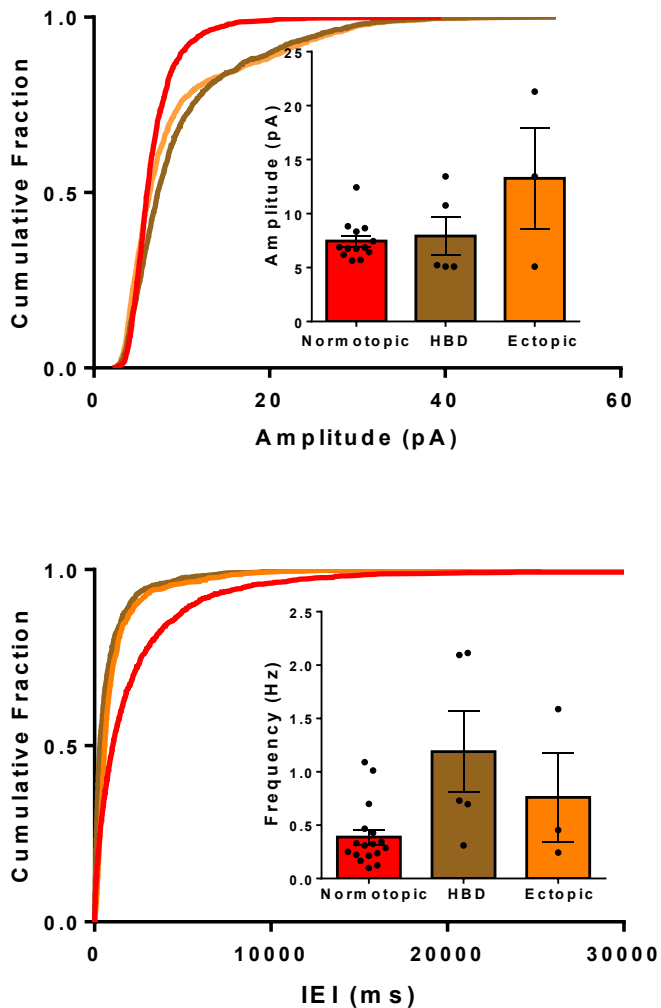 1.0
0.5
0.0
Cumulative Fraction
0
20
40
60
Amplitude (pA)
25
20
15
10
5
0
Amplitude (pA)
Normotopic
HBD
Ectopic
1.0
0.5
0.0
Cumulative Fraction
0
10000
20000
30000
IEI (ms)
2.5
2.0
1.5
1.0
0.5
0.0
Frequency (Hz)
Normotopic
HBD
Ectopic